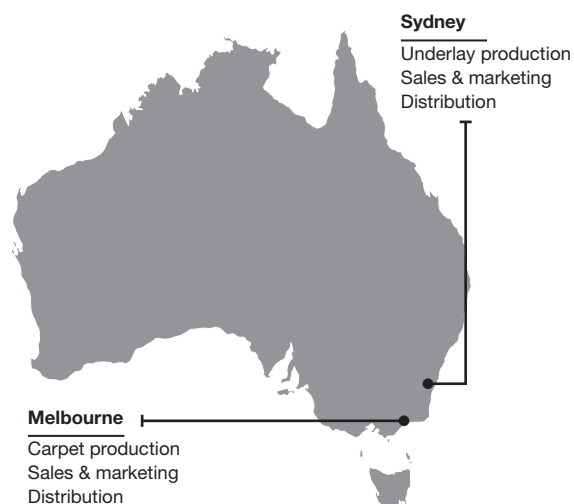 Sydney
Underlay production
Sales & marketing
Distribution
Melbourne
Carpet production
Sales & marketing
Distribution